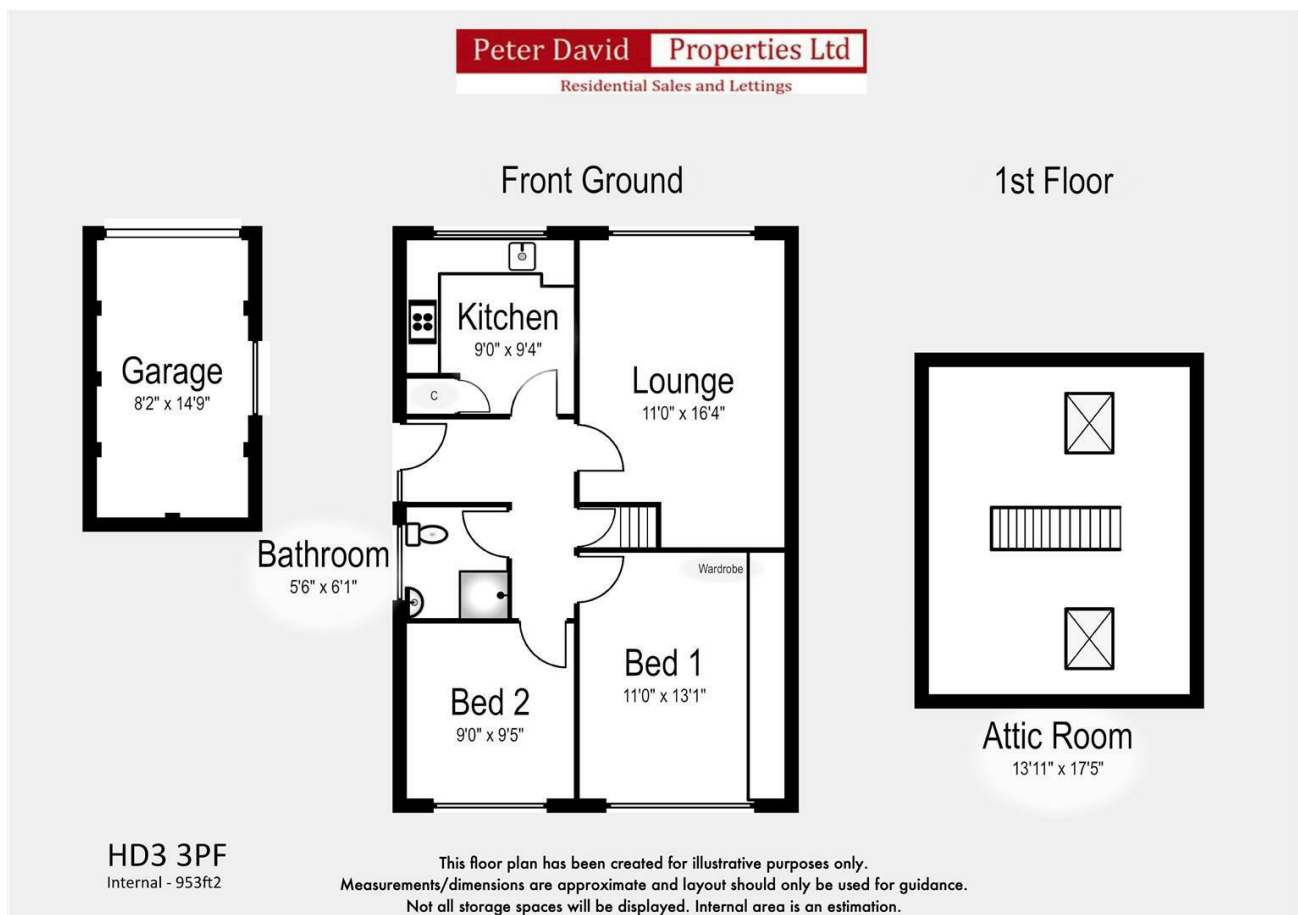 Peter David Properties Ltd
Residential Sales and Lettings
Front Ground
1st Floor
Garage
8'2" x 14'9"
Kitchen
9'0" x 9'4"
C
Lounge
11'0" x 16'4"
Bathroom
5'6" x 6'1"
Wardrobe
Bed 1
11'0" x 13'1"
Bed 2
9'0" x 9'5"
Attic Room
13'11" x 17'5"
HD3 3PF
Internal - 953ft2
This floor plan has been created for illustrative purposes only.
Measurements/dimensions are approximate and layout should only be used for guidance.
Not all storage spaces will be displayed. Internal area is an estimation.